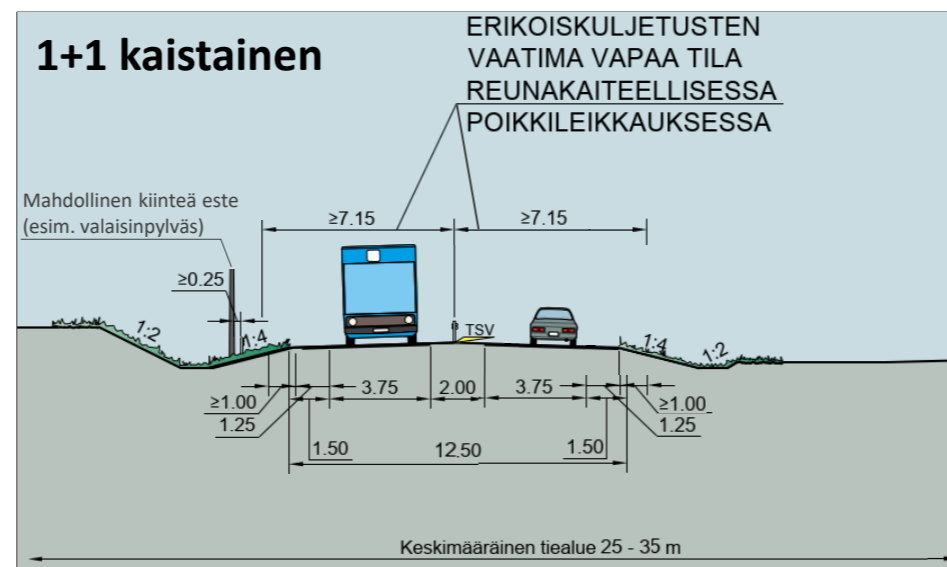 1+1 kaistainen
ERIKOISKULJETUSTEN
VAATIMA VAPAA TILA
REUNAKAITEELLISESSA
POIKKILEIKKAUKSESSA
Mahdollinen kiinteä este
(esim. valaisinpylväs)
≥7.15
≥7.15
≥0.25
1:2
1:4
TSV
1:4
1:2
≥1.00
3.75
2.00
3.75
≥1.00
1.25
1.25
1.50
12.50
1.50
Keskimääräinen tiealue 25 - 35 m